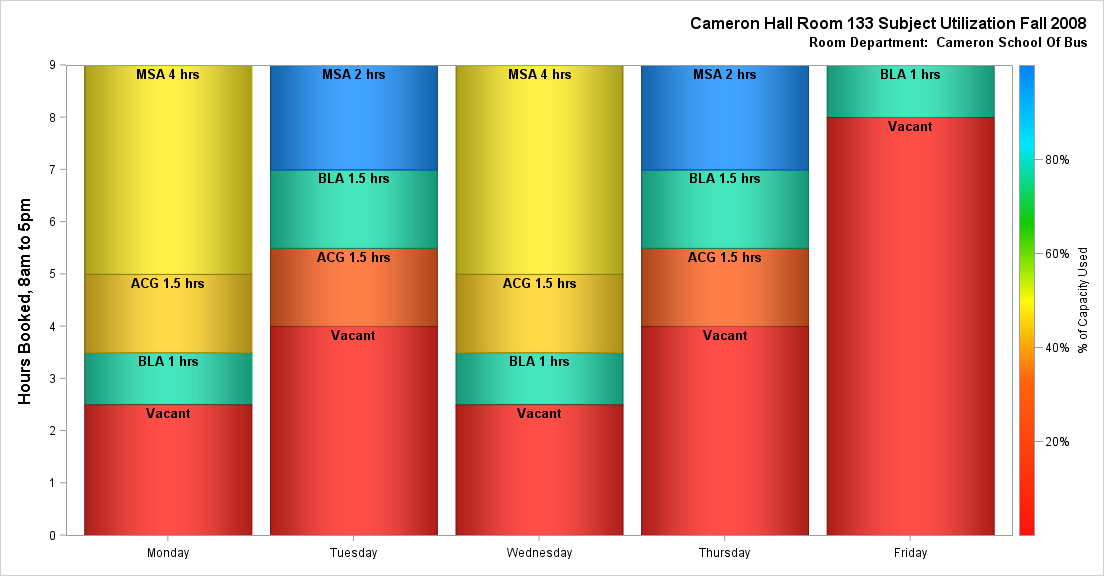 Cameron Hall Room 133 Subject Utilization Fall 2008
Room Department:  Cameron School Of Bus
Hours Booked, 8am to 5pm
9
8
7
6
5
4
3
2
1
0
MSA 4 hrs
ACG 1.5 hrs
BLA 1 hrs
Vacant
MSA 2 hrs
BLA 1.5 hrs
ACG 1.5 hrs
Vacant
MSA 4 hrs
ACG 1.5 hrs
BLA 1 hrs
Vacant
MSA 2 hrs
BLA 1.5 hrs
ACG 1.5 hrs
Vacant
BLA 1 hrs
Vacant
Monday
Tuesday
Wednesday
Thursday
Friday
80%
60%
40%
20%
% of Capacity Used